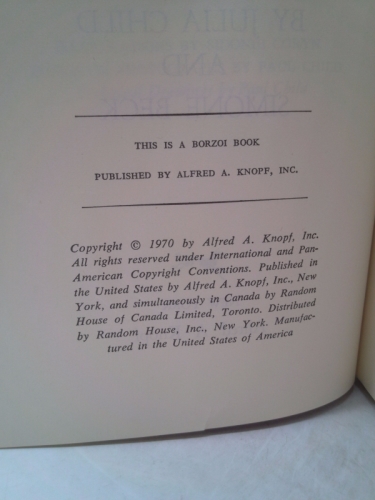 BY JULIA CHILD
AND
SIMONE BECK
THIS IS A BORZOI BOOK
PUBLISHED BY ALFRED A. KNOPF, INC.
Copyright © 1970 by Alfred A. Knopf, Inc.
All rights reserved under International and Pan-
American Copyright Conventions. Published in
the United States by Alfred A. Knopf, Inc., New
York, and simultaneously in Canada by Random
House of Canada Limited, Toronto. Distributed
by Random House, Inc., New York. Manufac-
tured in the United States of America